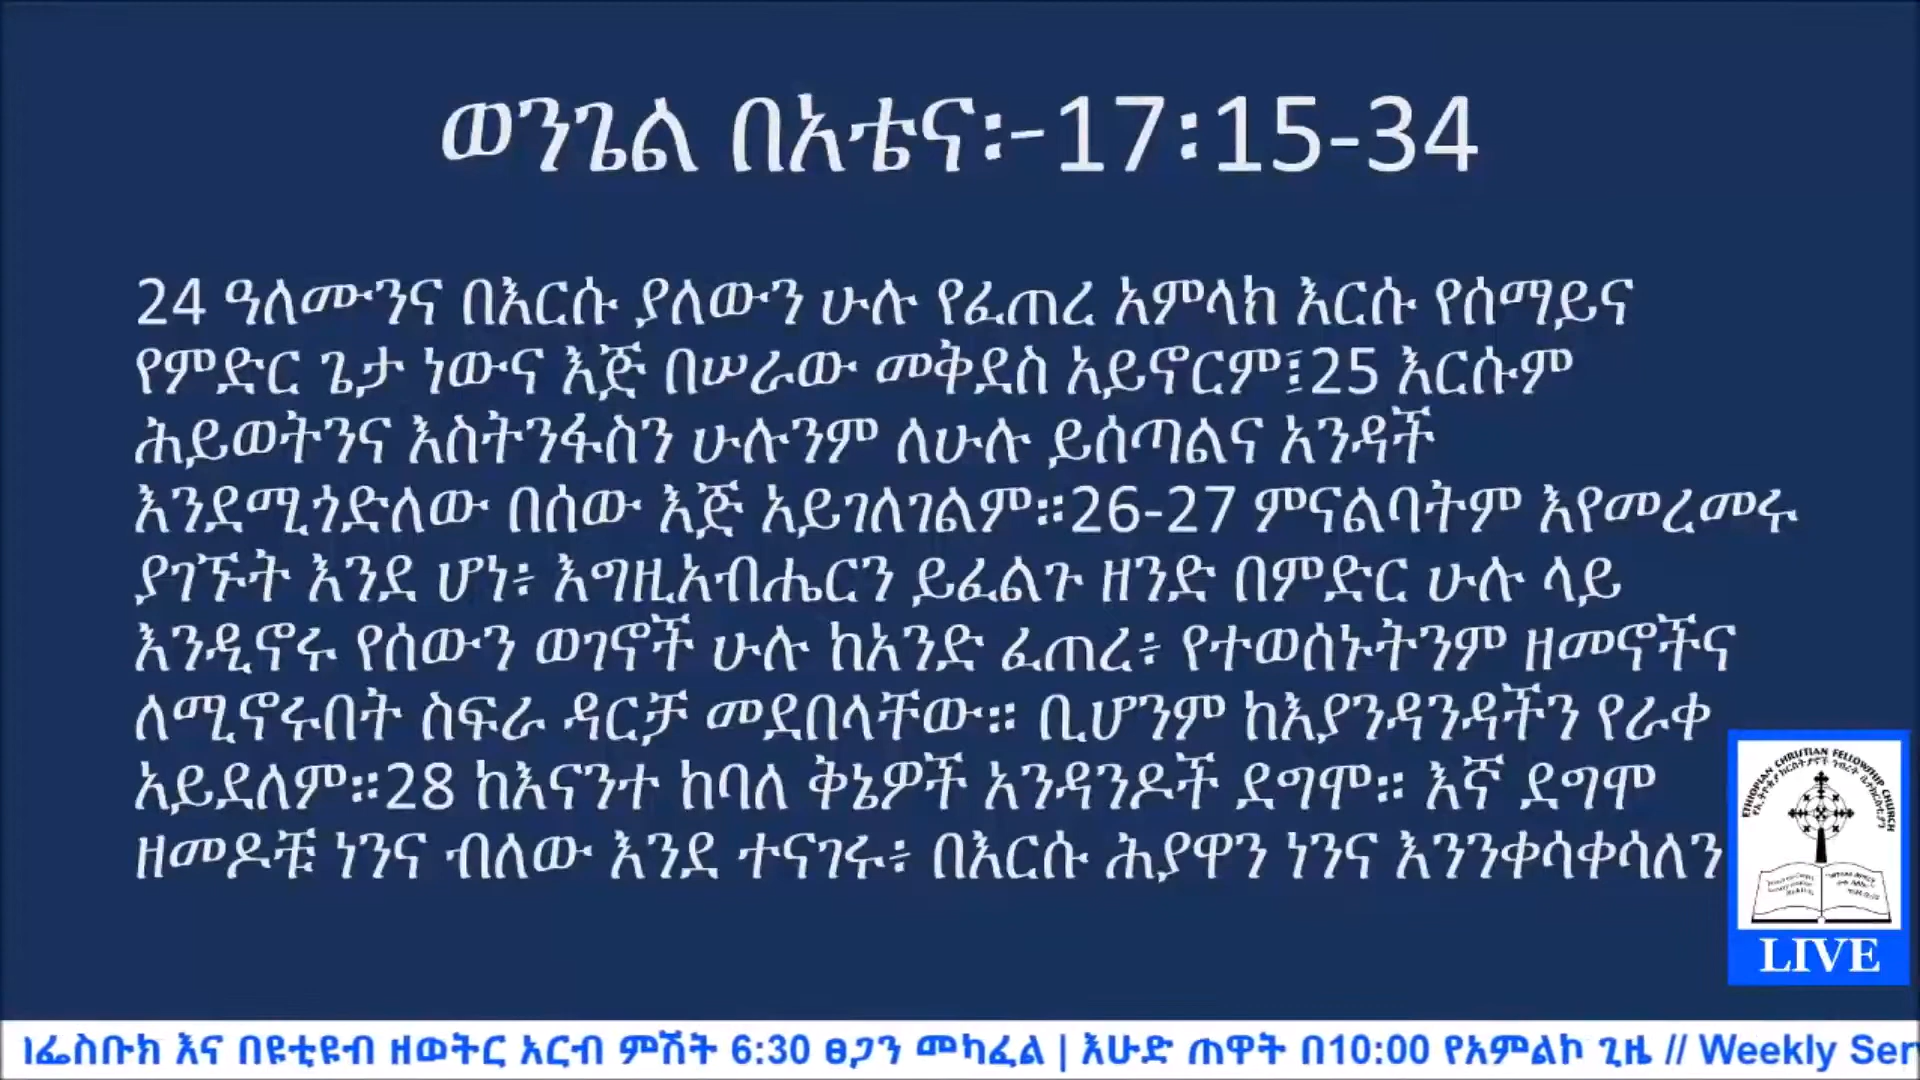 ወንጌል በአቴና፡-17፡15-34
24 ዓለሙንና በእርሱ ያለውን ሁሉ የፈጠረ አምላክ እርሱ የሰማይና
የምድር ጌታ ነውና እጅ በሠራው መቅደስ አይኖርም፤25 እርሱም
ሕይወትንና እስትንፋስን ሁሉንም ለሁሉ ይሰጣልና አንዳች
እንደሚጎድለው በሰው እጅ አይገለገልም።26-27 ምናልባትም እየመረመሩ
ያገኙት እንደ ሆነ፥ እግዚአብሔርን ይፈልጉ ዘንድ በምድር ሁሉ ላይ
እንዲኖሩ የሰውን ወገኖች ሁሉ ከአንድ ፈጠረ፥ የተወሰኑትንም ዘመኖችና
ለሚኖሩበት ስፍራ ዳርቻ መደበላቸው። ቢሆንም ከእያንዳንዳችን የራቀ
አይደለም።28 ከእናንተ ከባለ ቅኔዎች አንዳንዶች ደግሞ። እኛ ደግሞ
ዘመዶቹ ነንና ብለው እንደ ተናገሩ፥ በእርሱ ሕያዋን ነንና እንንቀሳቀሳለን
ETHIOPIAN CHRISTIAN FELLOWSHIP CHURCH
LIVE
ፌስቡክ እና በዩቲዩብ ዘወትር አርብ ምሽት 6:30 ፀጋን መካፈል | እሁድ ጠዋት በ10:00 የአምልኮ ጊዜ // Weekly Ser